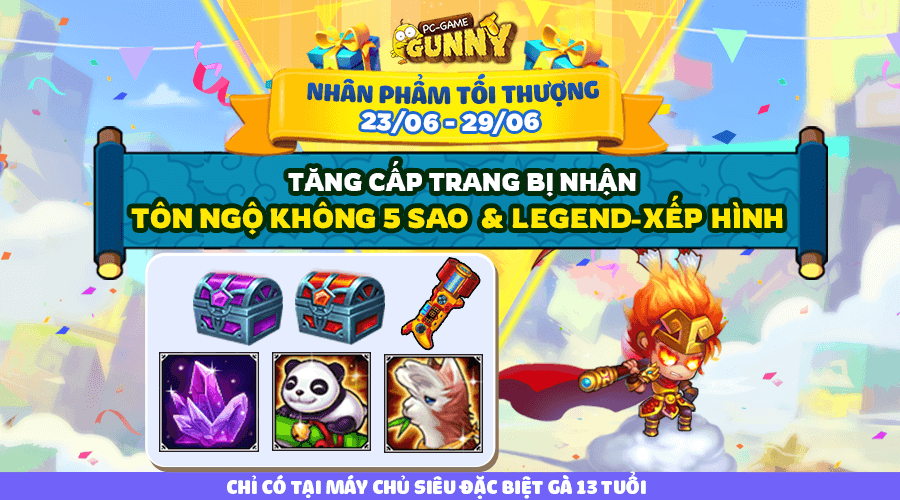 PC-GAME
GUNNY
NHÂN PHẨM TỐI THƯỢNG
23/06 - 29/06
TĂNG CẤP TRANG BỊ NHẬN
TÔN NGỘ KHÔNG 5 SAO & LEGEND-XẾP HÌNH
CHỈ CÓ TẠI MÁY CHỦ SIÊU ĐẶC BIỆT GÀ 13 TUỔI